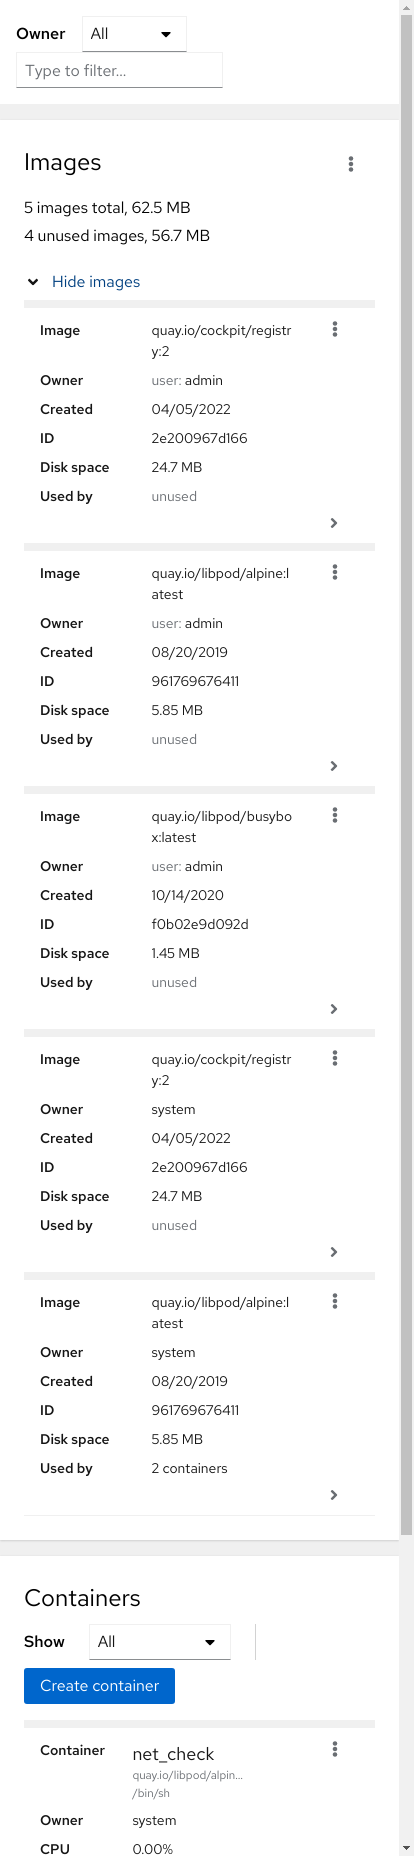 Owner All
Type to filter...
Images
5 images total, 62.5 MB
4 unused images, 56.7 MB
Hide images
Image quay.io/cockpit/registr
y:2
Owner user: admin
Created 04/05/2022
ID 2e200967d166
Disk space 24.7 MB
Used by unused
Image quay.io/libpod/alpine:l
atest
Owner user: admin
Created 08/20/2019
ID 961769676411
Disk space 5.85 MB
Used by unused
Image quay.io/libpod/busybo
x:latest
Owner user: admin
Created 10/14/2020
ID f0b02e9d092d
Disk space 1.45 MB
Used by unused
Image quay.io/cockpit/registr
y:2
Owner system
Created 04/05/2022
ID 2e200967d166
Disk space 24.7 MB
Used by unused
Image quay.io/libpod/alpine:l
atest
Owner system
Created 08/20/2019
ID 961769676411
Disk space 5.85 MB
Used by 2 containers
Containers
Show All
Create container
Container net_check
quay.io/libpod/alpin...
/bin/sh
Owner system
CPU 0.00%